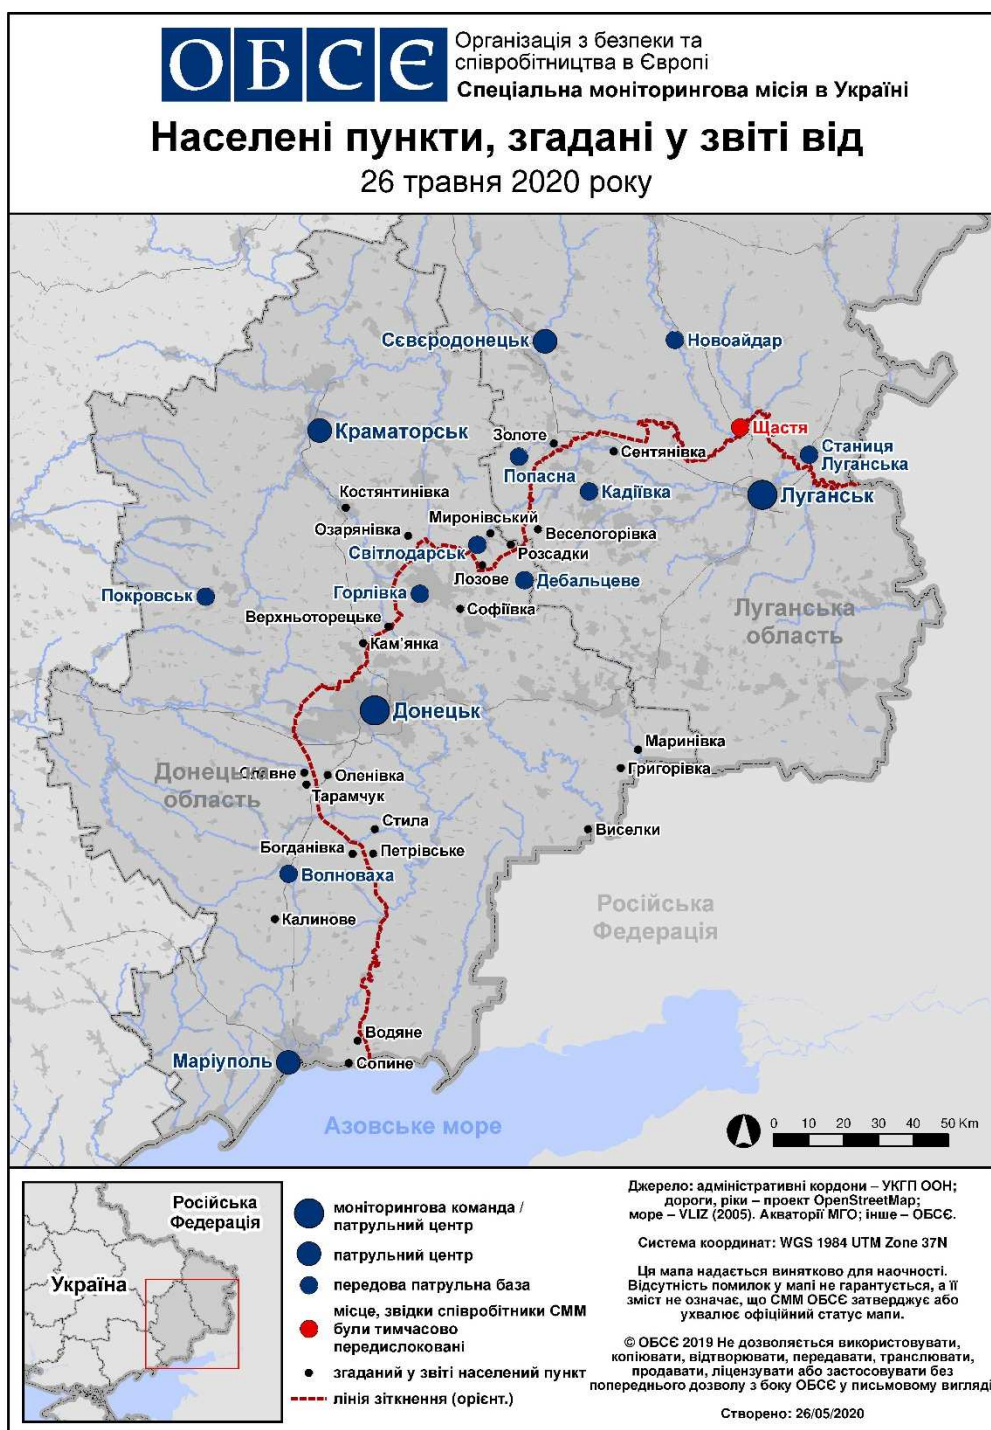 ОБСЄ
Організація з безпеки та
співробітництва в Європі
Спеціальна моніторингова місія в Україні
Населені пункти, згадані у звіті від
26 травня 2020 року
Сєвєродонецьк
Новоайдар
Щастя
Краматорськ
Золоте
Сентянівка
Станиця
Луганська
Попасна
Кадіївка
Луганськ
Костянтинівка
Миронівський
Озарянівка
Веселогорівка
Світлодарськ
Розсадки
Лозове
Дебальцеве
Покровськ
Горлівка
Софіївка
Луганська
область
Верхньоторецьке
Кам'янка
Донецьк
Маринівка
Григорівка
Донецька
область
Славне
Оленівка
Тарамчук
Стила
Виселки
Богданівка
Петрівське
Волноваха
Калинове
Російська
Федерація
Водяне
Маріуполь
Сопине
Азовське море
0 10 20 30 40 50 Km
Російська
Федерація
Україна
моніторингова команда /
патрульний центр
патрульний центр
передова патрульна база
місце, звідки співробітники СММ
були тимчасово
передислоковані
згаданий у звіті населений пункт
лінія зіткнення (орієнт.)
Джерело: адміністративні кордони – УКГП ООН;
дороги, ріки – проект OpenStreetMap;
море – VLIZ (2005). Акваторії МГО; інше – ОБСЄ.
Система координат: WGS 1984 UTM Zone 37N
Ця мапа надається винятково для наочності.
Відсутність помилок у мапі не гарантується, а її
зміст не означає, що СММ ОБСЄ затверджує або
ухвалює офіційний статус мапи.
© ОБСЄ 2019 Не дозволяється використовувати,
копіювати, відтворювати, передавати, транслювати,
продавати, ліцензувати або застосовувати без
попереднього дозволу з боку ОБСЄ у письмовому вигляді
Створено: 26/05/2020